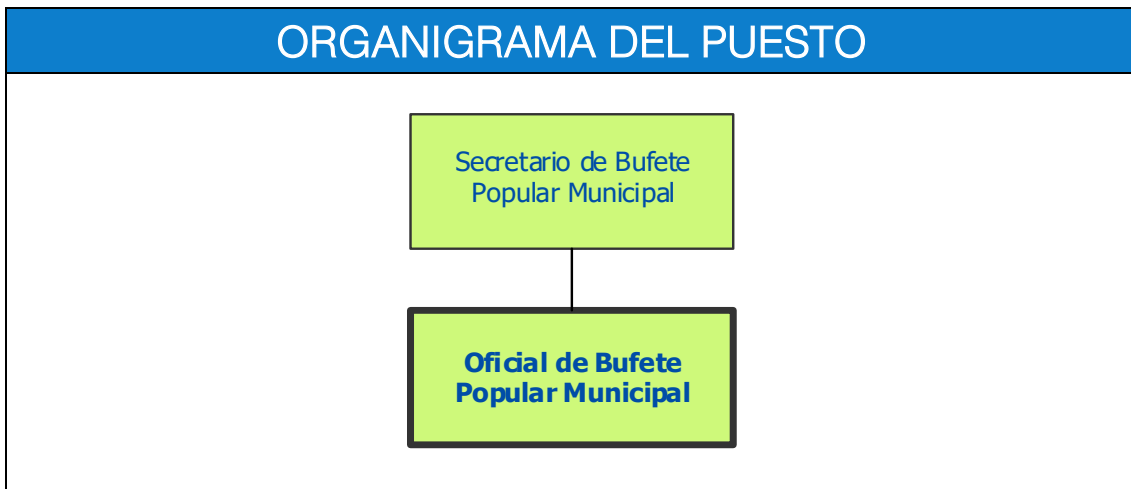 ORGANIGRAMA DEL PUESTO
Secretario de Bufete
Popular Municipal
Oficial de Bufete
Popular Municipal